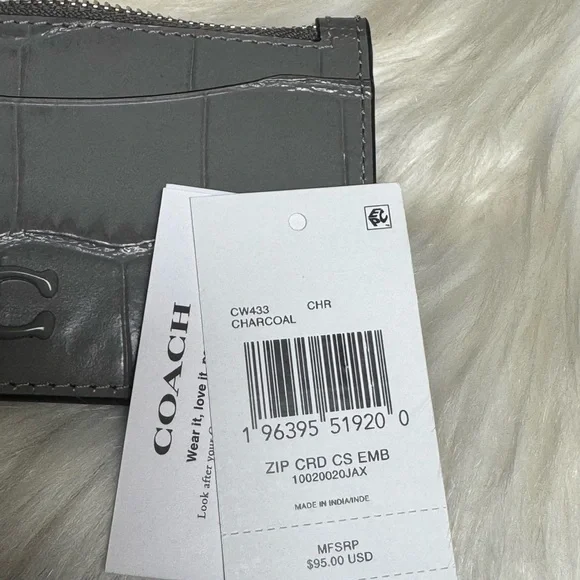 C
COACH
Wear it, love it,
Look after your
CW433 CHR
CHARCOAL
1 96395 51920 0
ZIP CRD CS EMB
10020020JAX
MADE IN INDIA/INDE
MFSRP
$95.00 USD